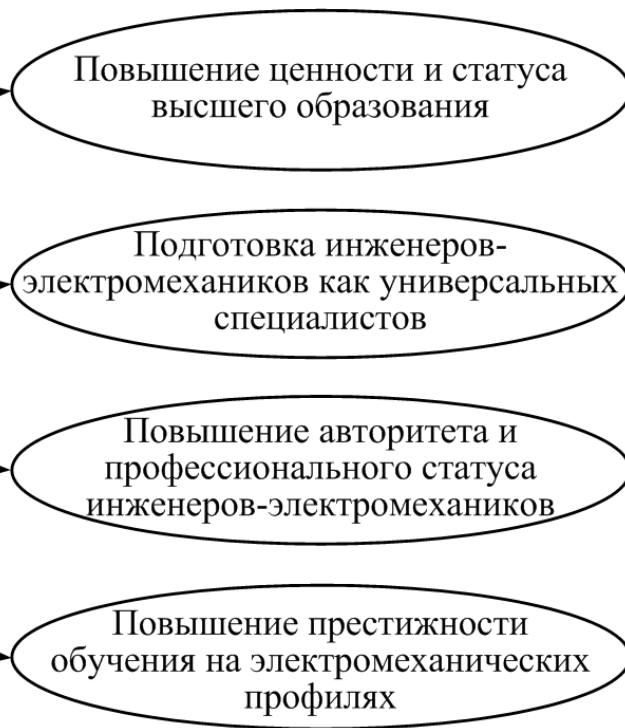 Повышение ценности и статуса
высшего образования
Подготовка инженеров-
электромехаников как универсальных
специалистов
Повышение авторитета и
профессионального статуса
инженеров-электромехаников
Повышение престижности
обучения на электромеханических
профилях